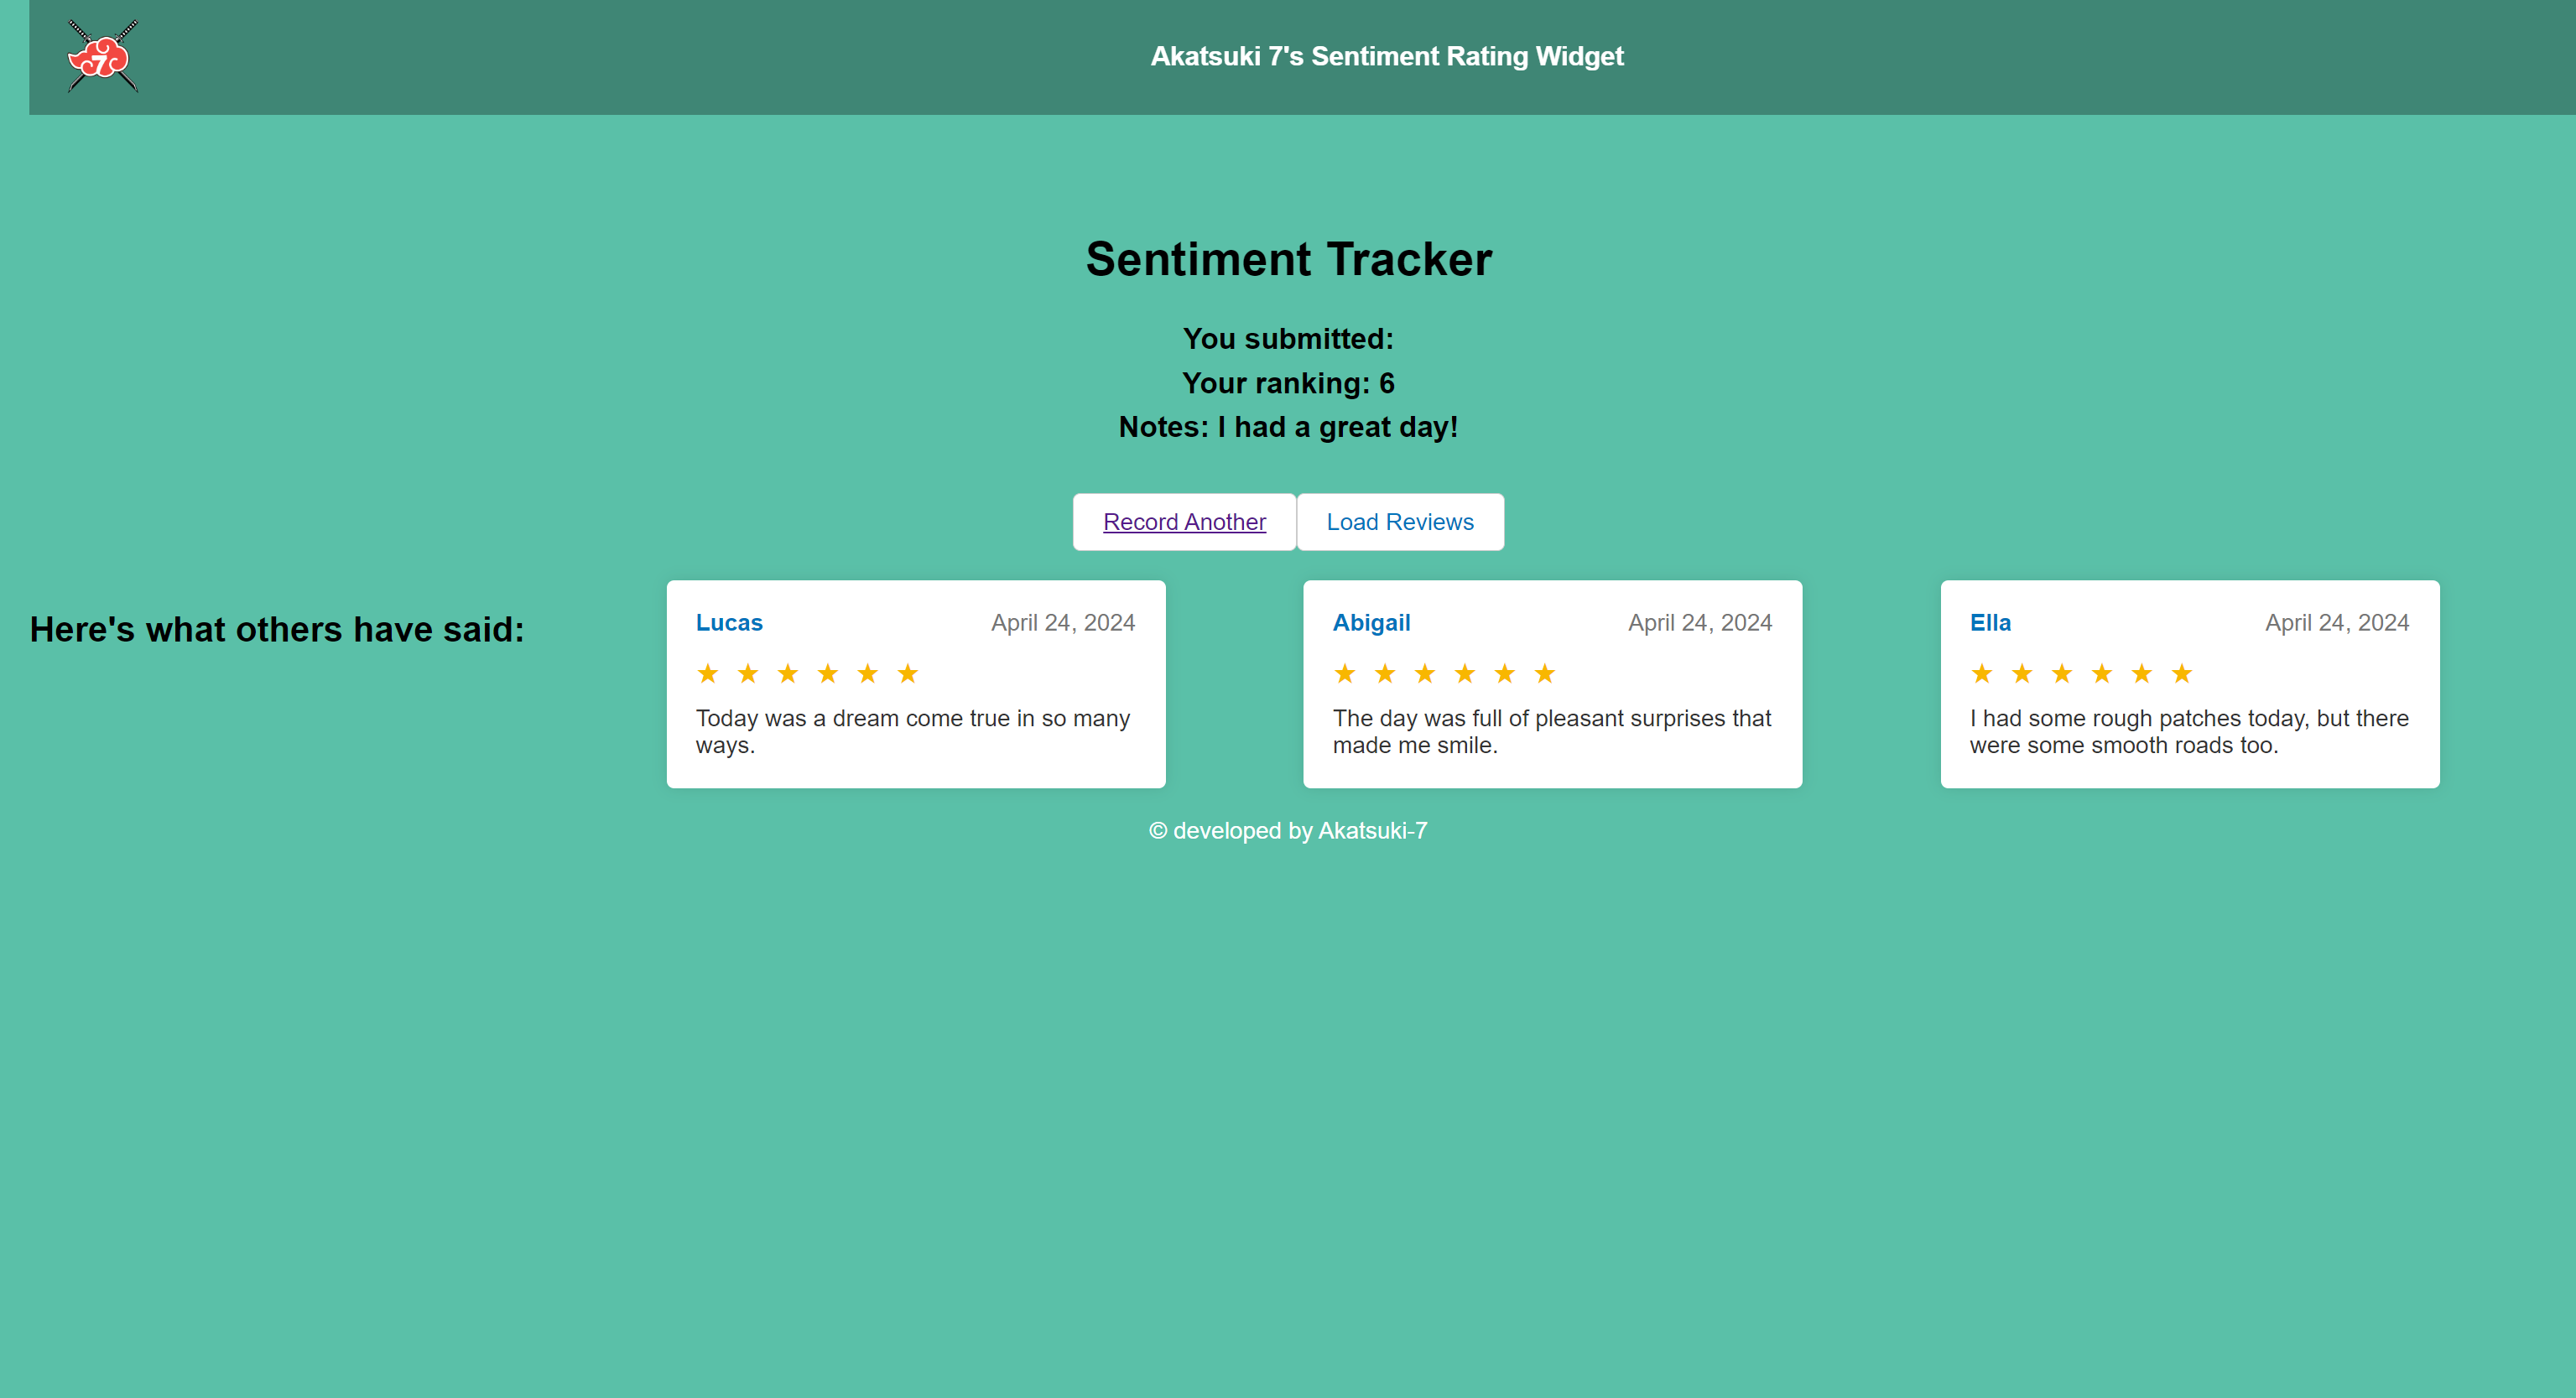 7
Akatsuki 7's Sentiment Rating Widget
Sentiment Tracker
You submitted:
Your ranking: 6
Notes: I had a great day!
Record Another
Load Reviews
Here's what others have said:
Lucas
April 24, 2024
★ ★ ★ ★ ★ ★
Today was a dream come true in so many
ways.
Abigail
April 24, 2024
★ ★ ★ ★ ★ ★
The day was full of pleasant surprises that
made me smile.
Ella
April 24, 2024
★ ★ ★ ★ ★ ★
I had some rough patches today, but there
were some smooth roads too.
© developed by Akatsuki-7